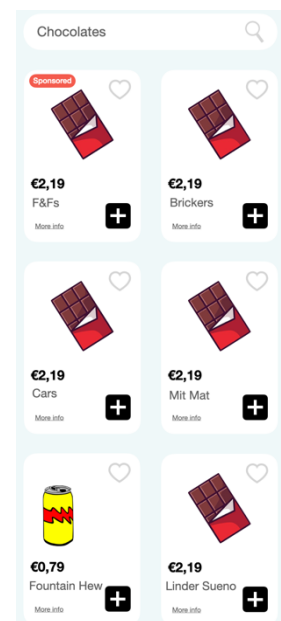 Chocolates
Sponsored
€2,19
F&Fs
More info
€2,19
Brickers
More info
€2,19
Cars
More info
€2,19
Mit Mat
More info
€0,79
Fountain Hew
More info
€2,19
Linder Sueno
More info